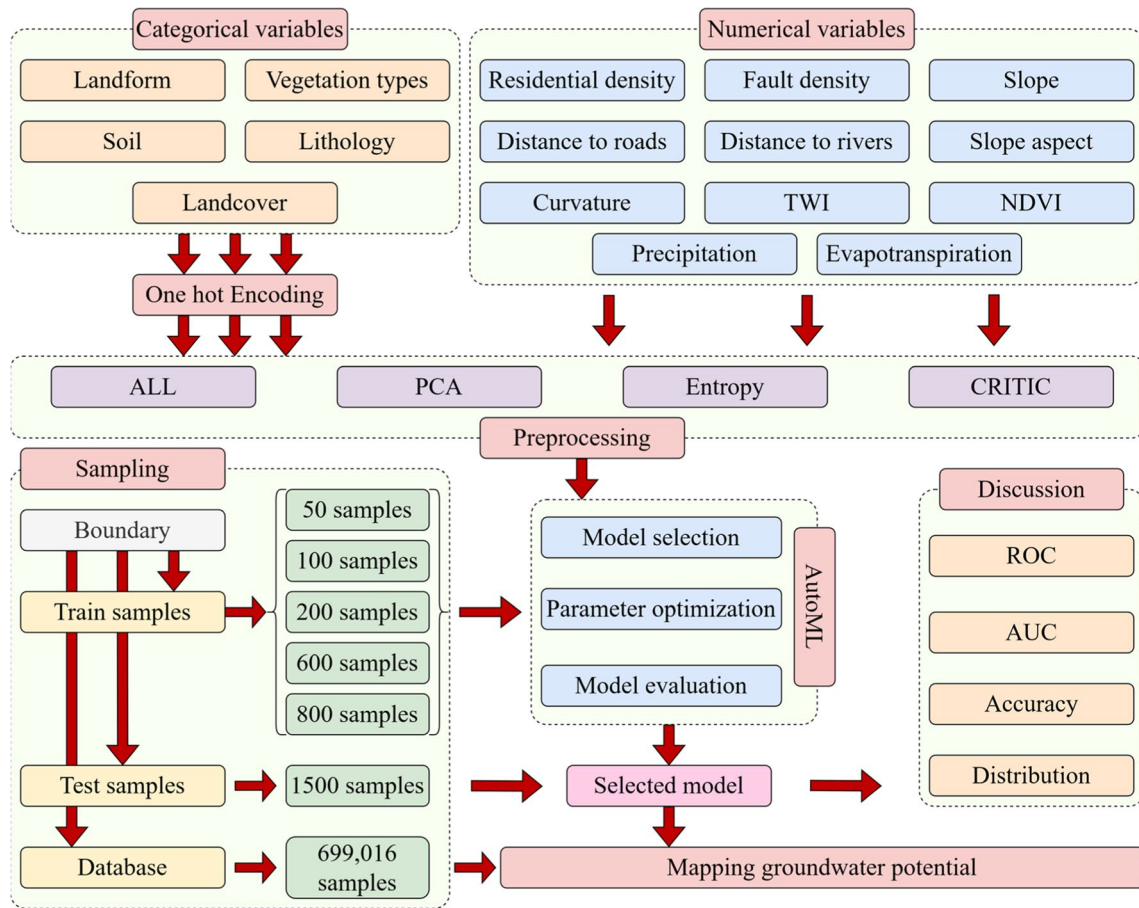 Categorical variables
Numerical variables
Landform
Vegetation types
Soil
Lithology
Landcover
Residential density
Fault density
Slope
Distance to roads
Distance to rivers
Slope aspect
Curvature
TWI
NDVI
Precipitation
Evapotranspiration
One hot Encoding
ALL
PCA
Entropy
CRITIC
Preprocessing
Sampling
Boundary
Train samples
50 samples
100 samples
200 samples
600 samples
800 samples
Test samples
1500 samples
Database
699,016
samples
Model selection
Parameter optimization
Model evaluation
AutoML
Selected model
Mapping groundwater potential
Discussion
ROC
AUC
Accuracy
Distribution